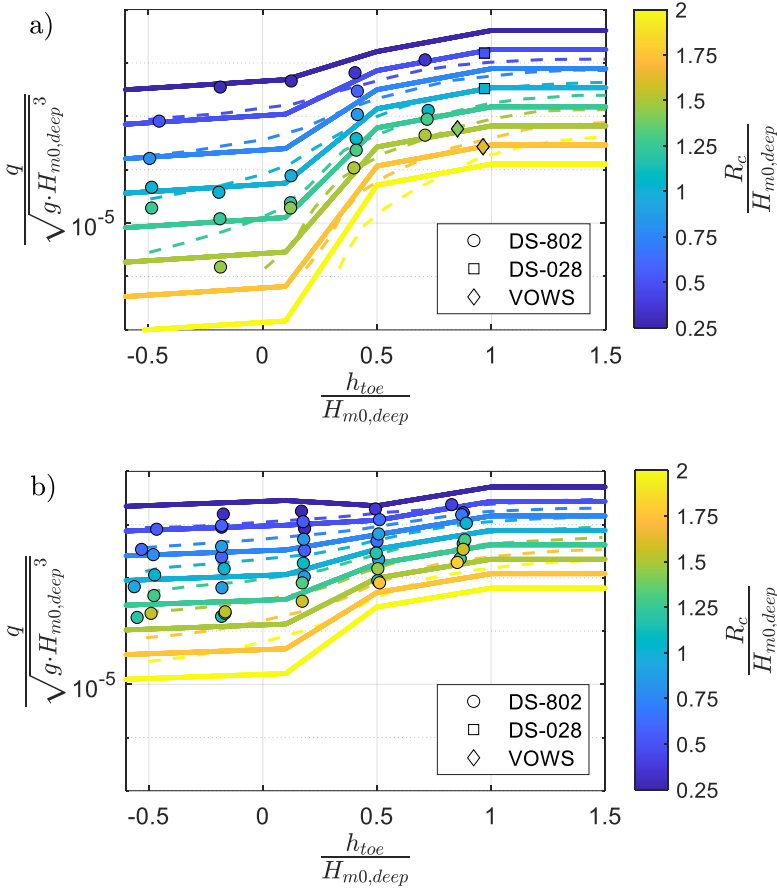 a)
q
√g·H_{m0,deep}^3
10^{-5}
DS-802
DS-028
VOWS
-0.5 0 0.5 1 1.5
h_{toe}
H_{m0,deep}
2
1.75
1.5
1.25
1
0.75
0.5
0.25
R_c
H_{m0,deep}
b)
q
√g·H_{m0,deep}^3
10^{-5}
DS-802
DS-028
VOWS
-0.5 0 0.5 1 1.5
h_{toe}
H_{m0,deep}
2
1.75
1.5
1.25
1
0.75
0.5
0.25
R_c
H_{m0,deep}